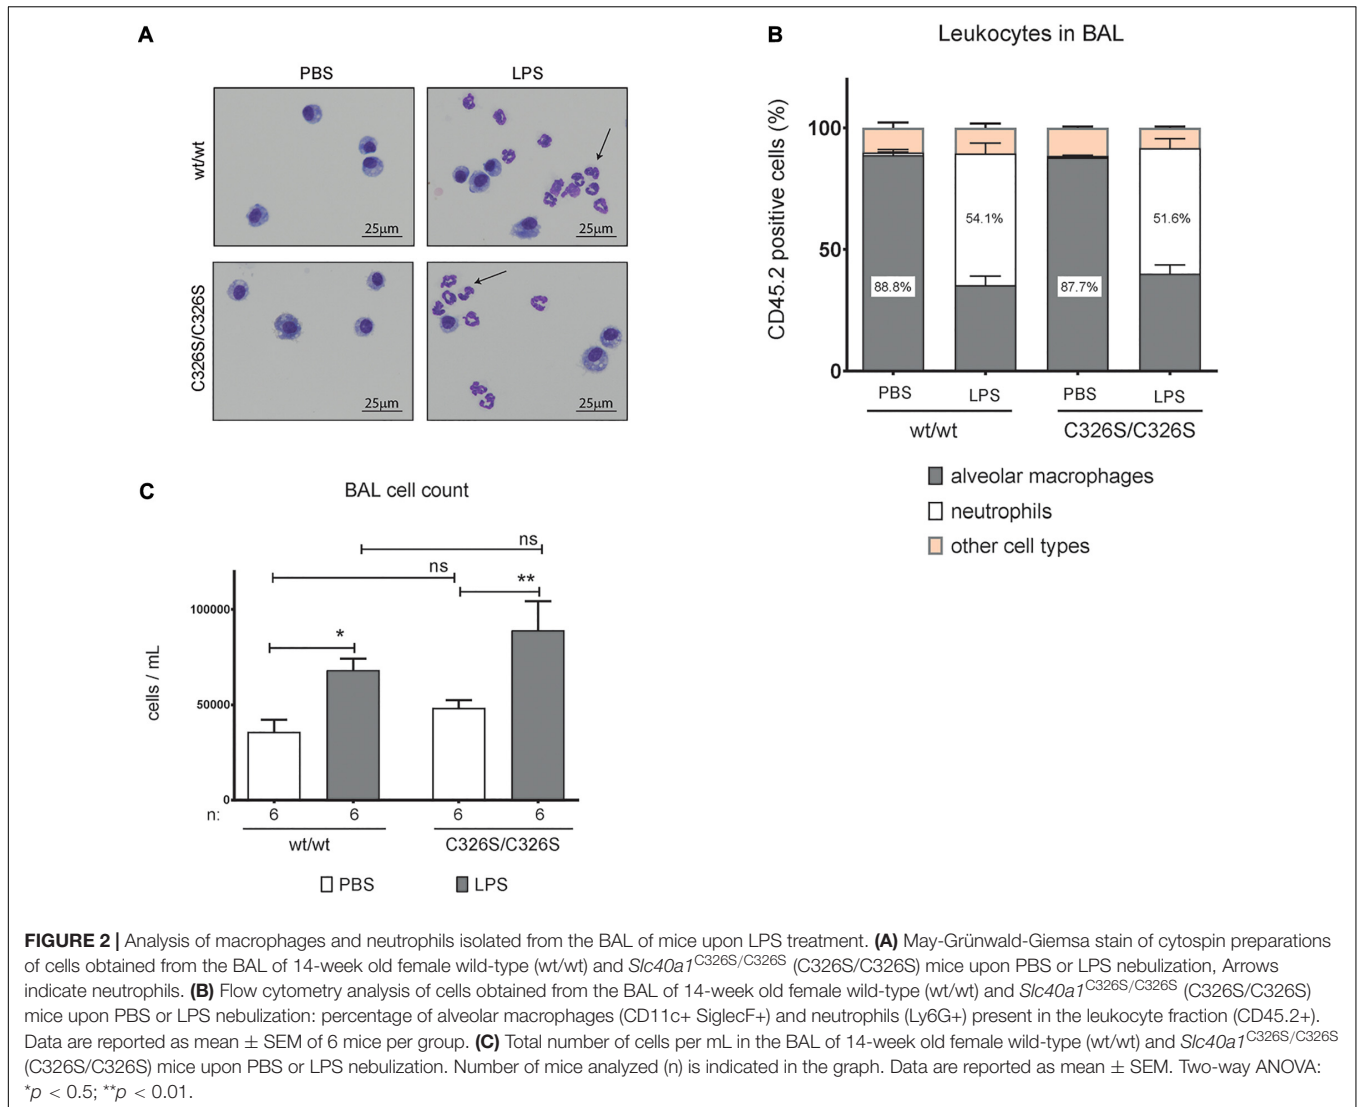 A
PBS
LPS
wt/wt
25µm
25µm
C326S/C326S
25µm
25µm
B
Leukocytes in BAL
CD45.2 positive cells (%)
100
50
0
88.8%
54.1%
87.7%
51.6%
PBS
LPS
PBS
LPS
wt/wt
C326S/C326S
alveolar macrophages
neutrophils
other cell types
C
BAL cell count
ns
ns
**
*
cells / mL
100000
50000
0
n: 6 6 6 6
wt/wt
C326S/C326S
PBS
LPS
FIGURE 2 | Analysis of macrophages and neutrophils isolated from the BAL of mice upon LPS treatment. (A) May-Grünwald-Giemsa stain of cytospin preparations
of cells obtained from the BAL of 14-week old female wild-type (wt/wt) and Slc40a1C326S/C326S (C326S/C326S) mice upon PBS or LPS nebulization, Arrows
indicate neutrophils. (B) Flow cytometry analysis of cells obtained from the BAL of 14-week old female wild-type (wt/wt) and Slc40a1C326S/C326S (C326S/C326S)
mice upon PBS or LPS nebulization: percentage of alveolar macrophages (CD11c+ SiglecF+) and neutrophils (Ly6G+) present in the leukocyte fraction (CD45.2+).
Data are reported as mean ± SEM of 6 mice per group. (C) Total number of cells per mL in the BAL of 14-week old female wild-type (wt/wt) and Slc40a1C326S/C326S
(C326S/C326S) mice upon PBS or LPS nebulization. Number of mice analyzed (n) is indicated in the graph. Data are reported as mean ± SEM. Two-way ANOVA:
*p < 0.5; **p < 0.01.